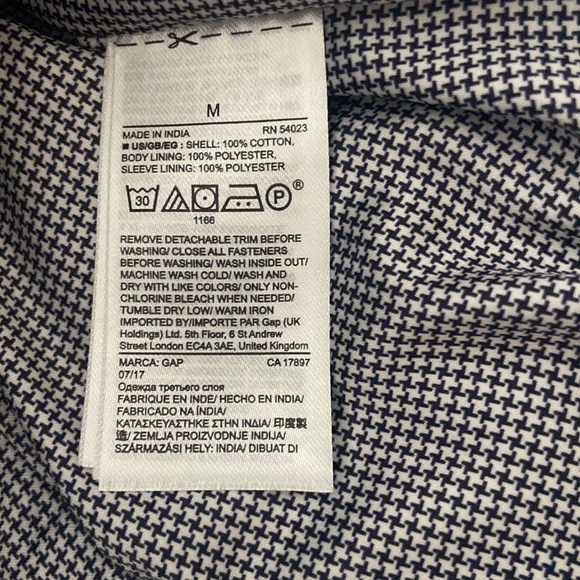 M
MADE IN INDIA RN 54023
■ US/GB/EG : SHELL: 100% COTTON,
BODY LINING: 100% POLYESTER,
SLEEVE LINING: 100% POLYESTER
30 P ®
1166
REMOVE DETACHABLE TRIM BEFORE
WASHING/ CLOSE ALL FASTENERS
BEFORE WASHING/ WASH INSIDE OUT/
MACHINE WASH COLD/ WASH AND
DRY WITH LIKE COLORS/ ONLY NON-
CHLORINE BLEACH WHEN NEEDED/
TUMBLE DRY LOW/ WARM IRON
IMPORTED BY/IMPORTE PAR Gap (UK
Holdings) Ltd. 5th Floor, 6 St Andrew
Street London EC4A 3AE, United Kingdom
MARCA: GAP CA 17897
07/17
Одежда третьего слоя
FABRIQUE EN INDE/ HECHO EN INDIA/
FABRICADO NA ÍNDIA/
ΚΑΤΑΣΚΕΥΑΣΤΗΚΕ ΣΤΗΝ ΙΝΔΙΑ/ 印度製
造/ ZEMLJA PROIZVODNJE INDIJA/
SZÁRMAZÁSI HELY: INDIA/ DIBUAT DI